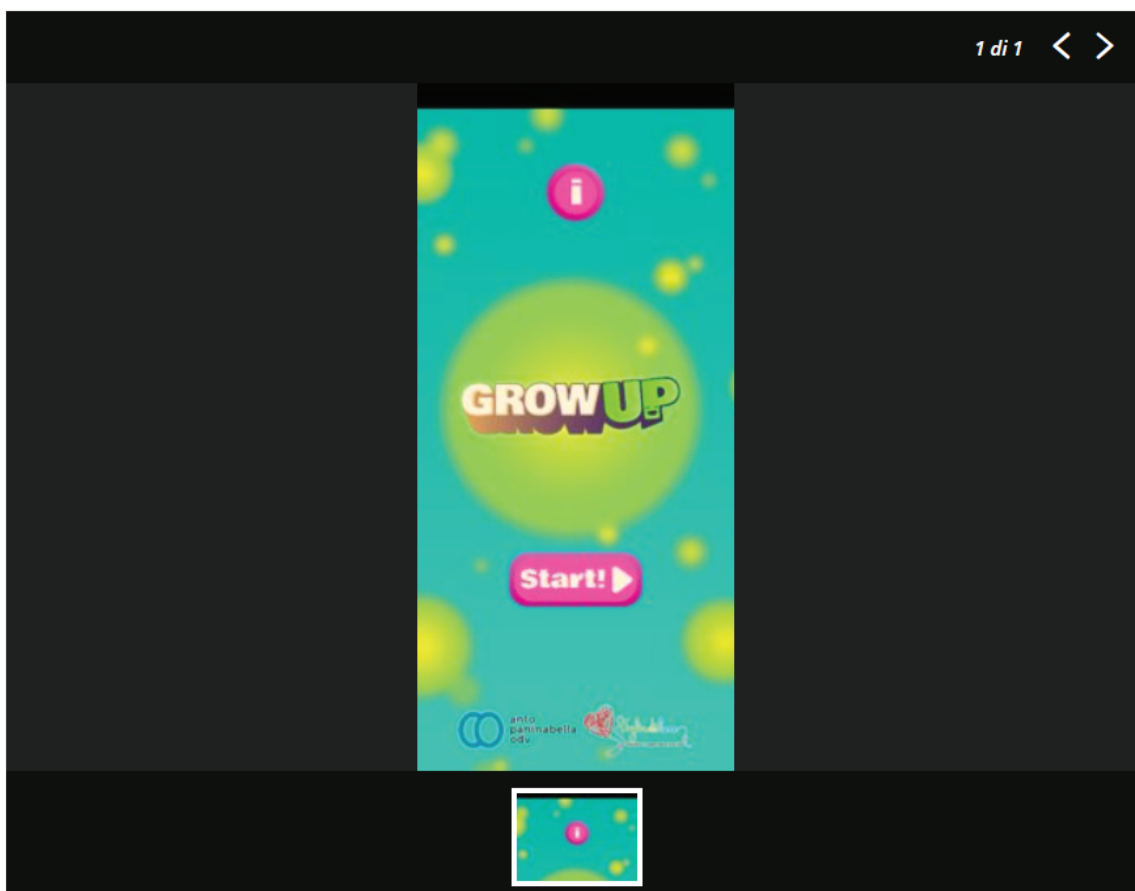 1 di 1
i
GROWUP
Start!
anto
paninabella
odv
i